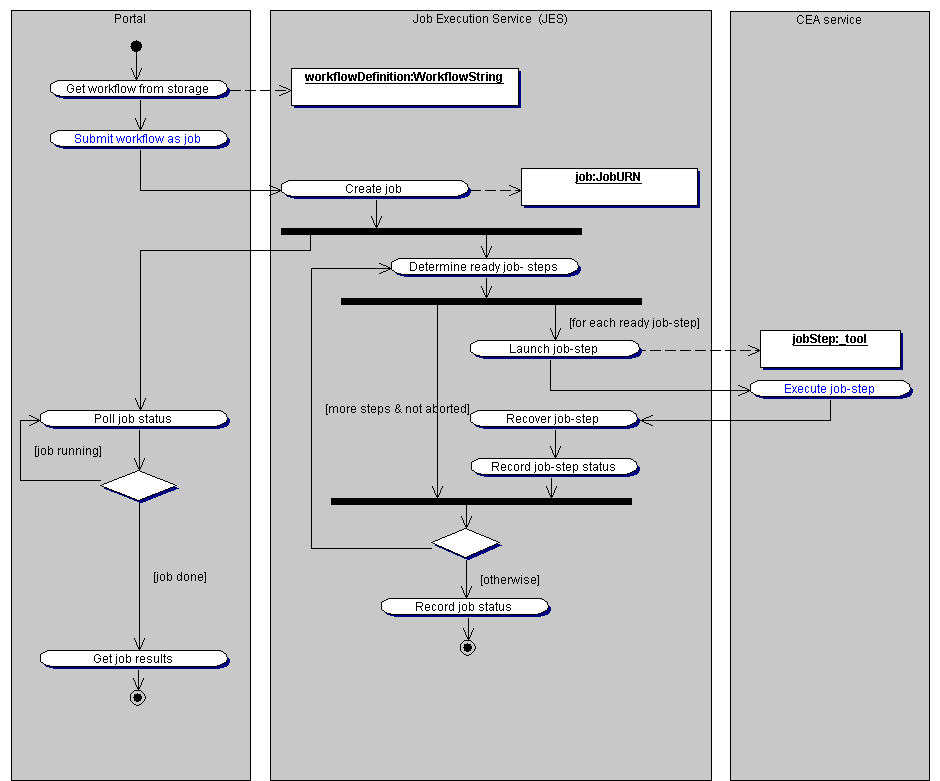 Portal
Job Execution Service (JES)
CEA service
Get workflow from storage
workflowDefinition:WorkflowString
Submit workflow as job
Create job
job:JobURN
Determine ready job- steps
[for each ready job-step]
Launch job-step
jobStep:_tool
Execute job-step
[more steps & not aborted]
Poll job status
Recover job-step
[job running]
Record job-step status
[job done]
[otherwise]
Record job status
Get job results